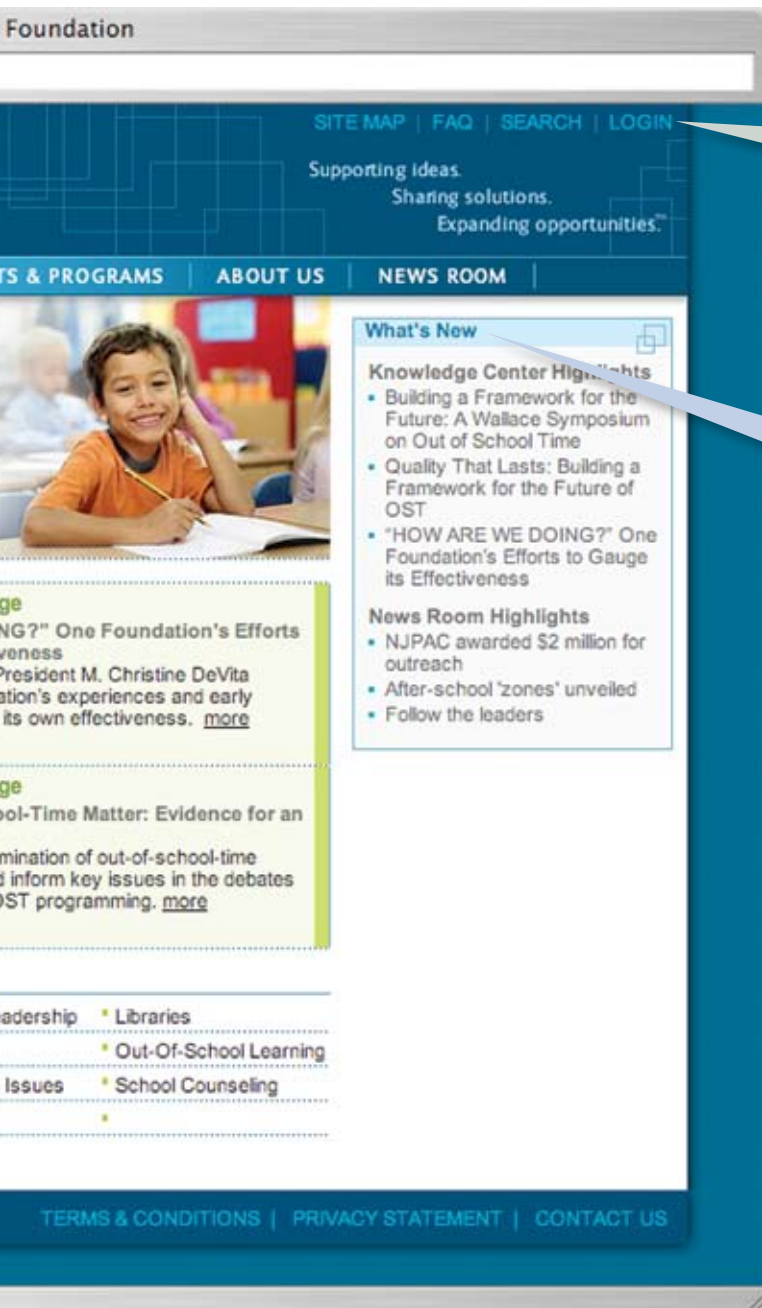 Foundation
SITE MAP | FAQ | SEARCH | LOGIN
Supporting ideas.
Sharing solutions.
Expanding opportunities.™
TS & PROGRAMS | ABOUT US | NEWS ROOM |
What's New
Knowledge Center Highlights
• Building a Framework for the
Future: A Wallace Symposium
on Out of School Time
• Quality That Lasts: Building a
Framework for the Future of
OST
• "HOW ARE WE DOING?" One
Foundation's Efforts to Gauge
its Effectiveness
News Room Highlights
• NJPAC awarded $2 million for
outreach
• After-school 'zones' unveiled
• Follow the leaders
ge
NG?" One Foundation's Efforts
veness
President M. Christine DeVita
ation's experiences and early
its own effectiveness. more
ge
ool-Time Matter: Evidence for an
mination of out-of-school-time
d inform key issues in the debates
OST programming. more
eadership • Libraries
• Out-Of-School Learning
Issues • School Counseling
TERMS & CONDITIONS | PRIVACY STATEMENT | CONTACT US